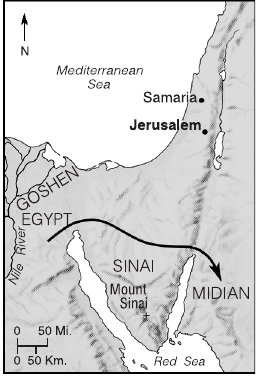 N
Mediterranean
Sea
Samaria
Jerusalem
GOSHEN
EGYPT
Nile River
SINAI
Mount
Sinai
MIDIAN
0 50 Mi.
0 50 Km.
Red Sea